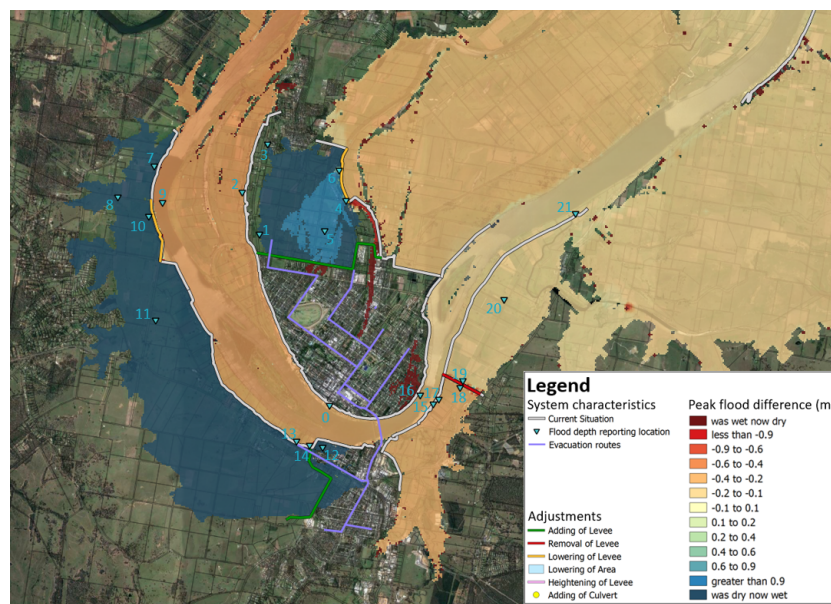 3
7
6
2
8
9
4
21
10
1
5
20
11
19
16
17
18
15
0
13
14
12
Legend
System characteristics
Current Situation
Flood depth reporting location
Evacuation routes
Adjustments
Adding of Levee
Removal of Levee
Lowering of Levee
Lowering of Area
Heightening of Levee
Adding of Culvert
Peak flood difference (m
was wet now dry
less than -0.9
-0.9 to -0.6
-0.6 to -0.4
-0.4 to -0.2
-0.2 to -0.1
-0.1 to 0.1
0.1 to 0.2
0.2 to 0.4
0.4 to 0.6
0.6 to 0.9
greater than 0.9
was dry now wet